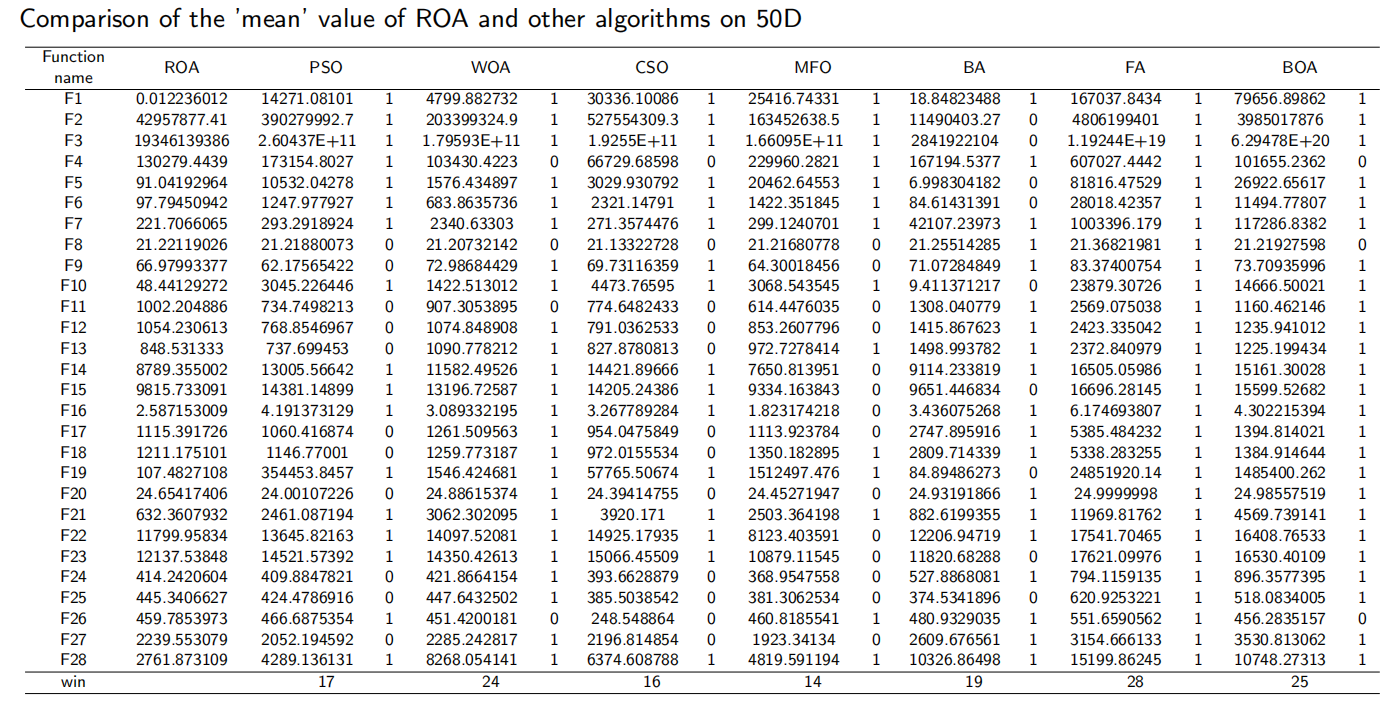 Comparison of the 'mean' value of ROA and other algorithms on 50D
Function name ROA PSO WOA CSO MFO BA FA BOA
F1 0.012236012 14271.08101 1 4799.882732 1 30336.10086 1 25416.74331 1 18.84823488 1 167037.8434 1 79656.89862 1
F2 42957877.41 390279992.7 1 203399324.9 1 527554309.3 1 163452638.5 1 11490403.27 0 4806199401 1 3985017876 1
F3 19346139386 2.60437E+11 1 1.79593E+11 1 1.9255E+11 1 1.66095E+11 1 2841922104 0 1.19244E+19 1 6.29478E+20 1
F4 130279.4439 173154.8027 1 103430.4223 0 66729.68598 0 229960.2821 1 167194.5377 1 607027.4442 1 101655.2362 0
F5 91.04192964 10532.04278 1 1576.434897 1 3029.930792 1 20462.64553 1 6.998304182 0 81816.47529 1 26922.65617 1
F6 97.79450942 1247.977927 1 683.8635736 1 2321.14791 1 1422.351845 1 84.61431391 0 28018.42357 1 11494.77807 1
F7 221.7066065 293.2918924 1 2340.63303 1 271.3574476 1 299.1240701 1 42107.23973 1 1003396.179 1 117286.8382 1
F8 21.22119026 21.21880073 0 21.20732142 0 21.13322728 0 21.21680778 0 21.25514285 1 21.36821981 1 21.21927598 0
F9 66.97993377 62.17565422 0 72.98684429 1 69.73116359 1 64.30018456 0 71.07284849 1 83.37400754 1 73.70935996 1
F10 48.44129272 3045.226446 1 1422.513012 1 4473.76595 1 3068.543545 1 9.411371217 0 23879.30726 1 14666.50021 1
F11 1002.204886 734.7498213 0 907.3053895 0 774.6482433 0 614.4476035 0 1308.040779 1 2569.075038 1 1160.462146 1
F12 1054.230613 768.8546967 0 1074.848908 1 791.0362533 0 853.2607796 0 1415.867623 1 2423.335042 1 1235.941012 1
F13 848.531333 737.699453 0 1090.778212 1 827.8780813 0 972.7278414 1 1498.993782 1 2372.840979 1 1225.199434 1
F14 8789.355002 13005.56642 1 11582.49526 1 14421.89666 1 7650.813951 0 9114.233819 1 16505.05986 1 15161.30028 1
F15 9815.733091 14381.14899 1 13196.72587 1 14205.24386 1 9334.163843 0 9651.446834 0 16696.28145 1 15599.52682 1
F16 2.587153009 4.191373129 1 3.089332195 1 3.267789284 1 1.823174218 0 3.436075268 1 6.174693807 1 4.302215394 1
F17 1115.391726 1060.416874 0 1261.509563 1 954.0475849 0 1113.923784 0 2747.895916 1 5385.484232 1 1394.814021 1
F18 1211.175101 1146.77001 0 1259.773187 1 972.0155534 0 1350.182895 1 2809.714339 1 5338.283255 1 1384.914644 1
F19 107.4827108 354453.8457 1 1546.424681 1 57765.50674 1 1512497.476 1 84.89486273 0 24851920.14 1 1485400.262 1
F20 24.65417406 24.00107226 0 24.88615374 1 24.39414755 0 24.45271947 0 24.93191866 1 24.9999998 1 24.98557519 1
F21 632.3607932 2461.087194 1 3062.302095 1 3920.171 1 2503.364198 1 882.6199355 1 11969.81762 1 4569.739141 1
F22 11799.95834 13645.82163 1 14097.52081 1 14925.17935 1 8123.403591 0 12206.94719 1 17541.70465 1 16408.76533 1
F23 12137.53848 14521.57392 1 14350.42613 1 15066.45509 1 10879.11545 0 11820.68288 0 17621.09976 1 16530.40109 1
F24 414.2420604 409.8847821 0 421.8664154 1 393.6628879 0 368.9547558 0 527.8868081 1 794.1159135 1 896.3577395 1
F25 445.3406627 424.4786916 0 447.6432502 1 385.5038542 0 381.3062534 0 374.5341896 0 620.9253221 1 518.0834005 1
F26 459.7853973 466.6875354 1 451.4200181 0 248.548864 0 460.8185541 1 480.9329035 1 551.6590562 1 456.2835157 0
F27 2239.553079 2052.194592 0 2285.242817 1 2196.814854 0 1923.34134 0 2609.676561 1 3154.666133 1 3530.813062 1
F28 2761.873109 4289.136131 1 8268.054141 1 6374.608788 1 4819.591194 1 10326.86498 1 15199.86245 1 10748.27313 1
win 17 24 16 14 19 28 25